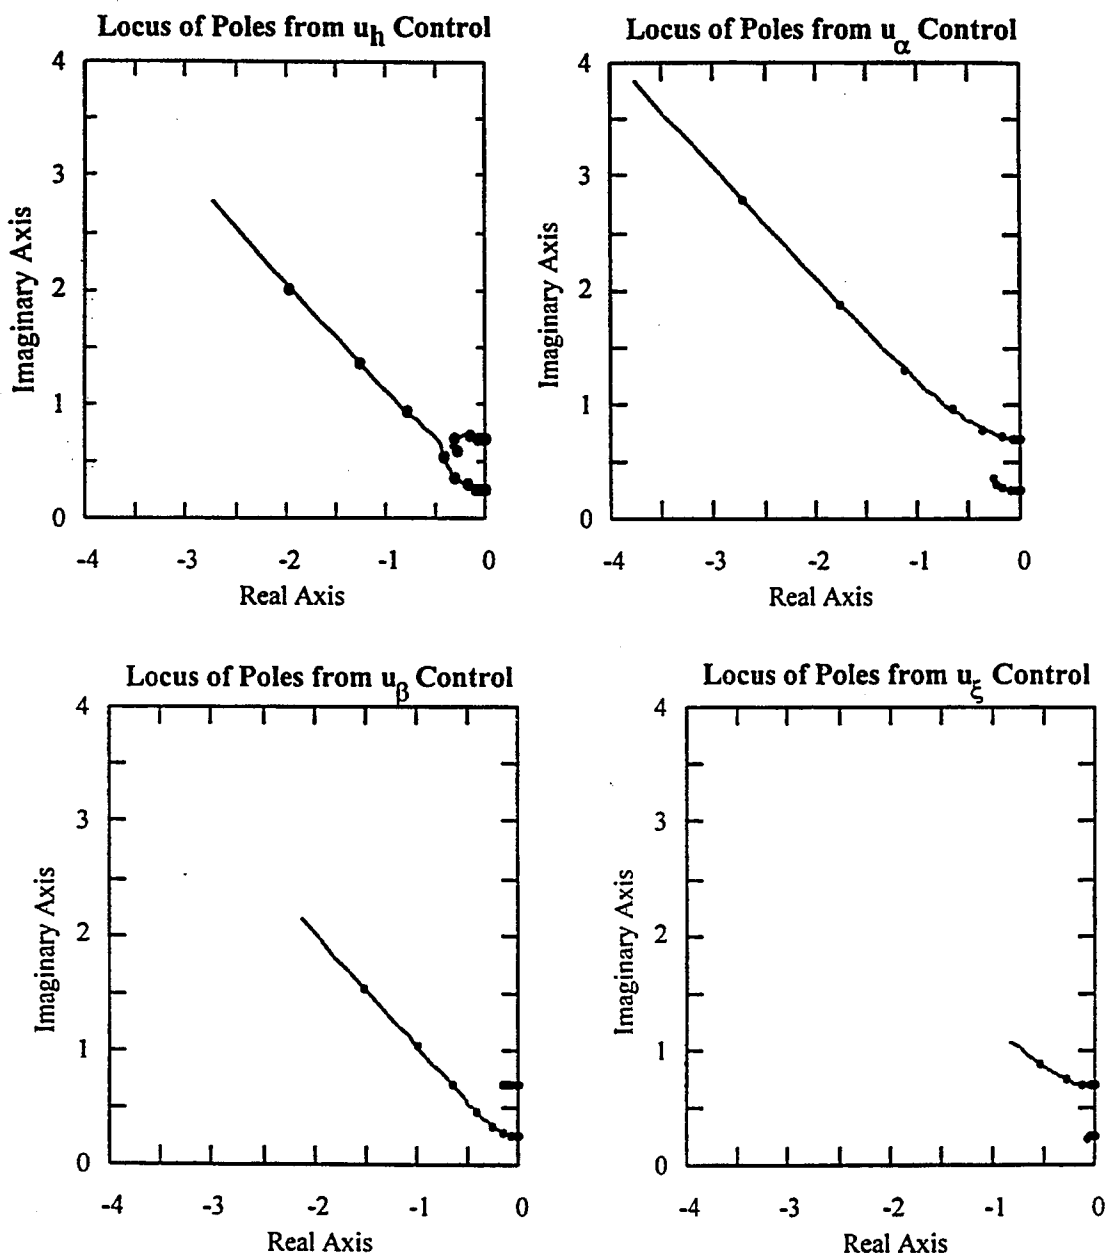 Locus of Poles from u_h Control
4
3
2
1
0
Imaginary Axis
-4 -3 -2 -1 0
Real Axis
Locus of Poles from u_α Control
4
3
2
1
0
Imaginary Axis
-4 -3 -2 -1 0
Real Axis
Locus of Poles from u_β Control
4
3
2
1
0
Imaginary Axis
-4 -3 -2 -1 0
Real Axis
Locus of Poles from u_ξ Control
4
3
2
1
0
Imaginary Axis
-4 -3 -2 -1 0
Real Axis